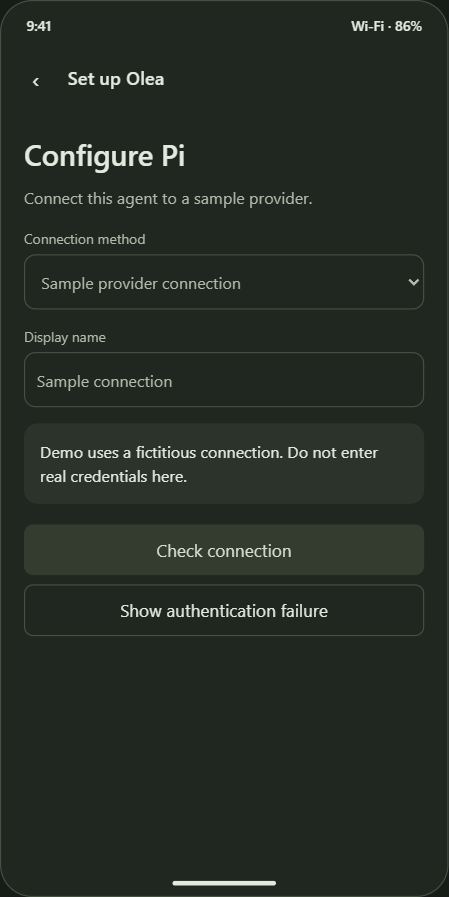 9:41
Wi-Fi · 86%
‹ Set up Olea
Configure Pi
Connect this agent to a sample provider.
Connection method
Sample provider connection
Display name
Sample connection
Demo uses a fictitious connection. Do not enter
real credentials here.
Check connection
Show authentication failure